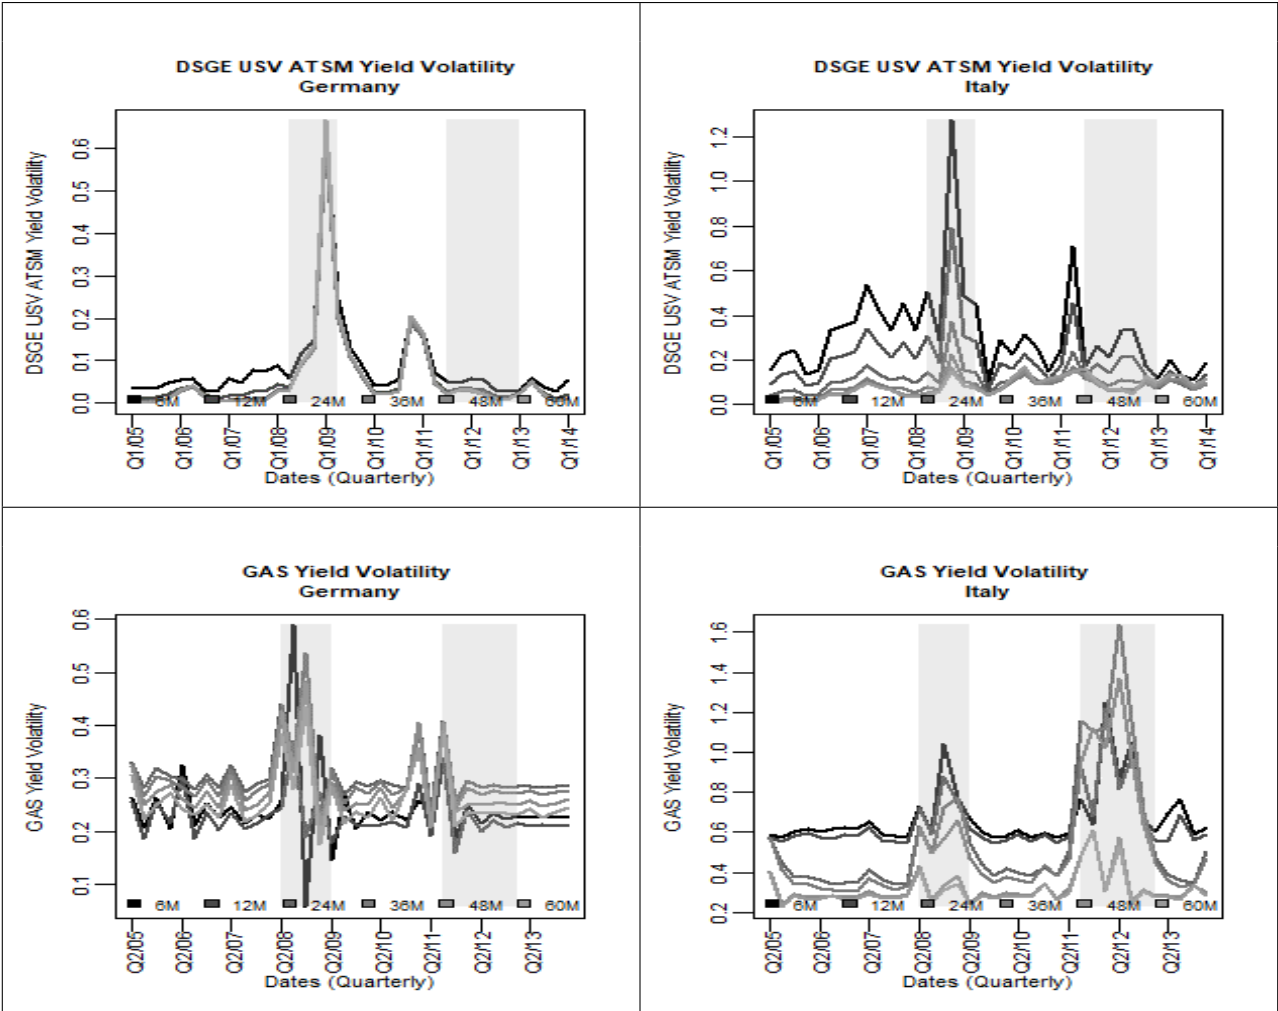 DSGE USV ATSM Yield Volatility
Germany
DSGE USV ATSM Yield Volatility
0.0 0.1 0.2 0.3 0.4 0.5 0.6
6M 12M 24M 36M 48M 60M
Q1/05 Q1/06 Q1/07 Q1/08 Q1/09 Q1/10 Q1/11 Q1/12 Q1/13 Q1/14
Dates (Quarterly)
DSGE USV ATSM Yield Volatility
Italy
DSGE USV ATSM Yield Volatility
0.0 0.2 0.4 0.6 0.8 1.0 1.2
6M 12M 24M 36M 48M 60M
Q1/05 Q1/06 Q1/07 Q1/08 Q1/09 Q1/10 Q1/11 Q1/12 Q1/13 Q1/14
Dates (Quarterly)
GAS Yield Volatility
Germany
GAS Yield Volatility
0.1 0.2 0.3 0.4 0.5 0.6
6M 12M 24M 36M 48M 60M
Q2/05 Q2/06 Q2/07 Q2/08 Q2/09 Q2/10 Q2/11 Q2/12 Q2/13
Dates (Quarterly)
GAS Yield Volatility
Italy
GAS Yield Volatility
0.2 0.4 0.6 0.8 1.0 1.2 1.4 1.6
6M 12M 24M 36M 48M 60M
Q2/05 Q2/06 Q2/07 Q2/08 Q2/09 Q2/10 Q2/11 Q2/12 Q2/13
Dates (Quarterly)